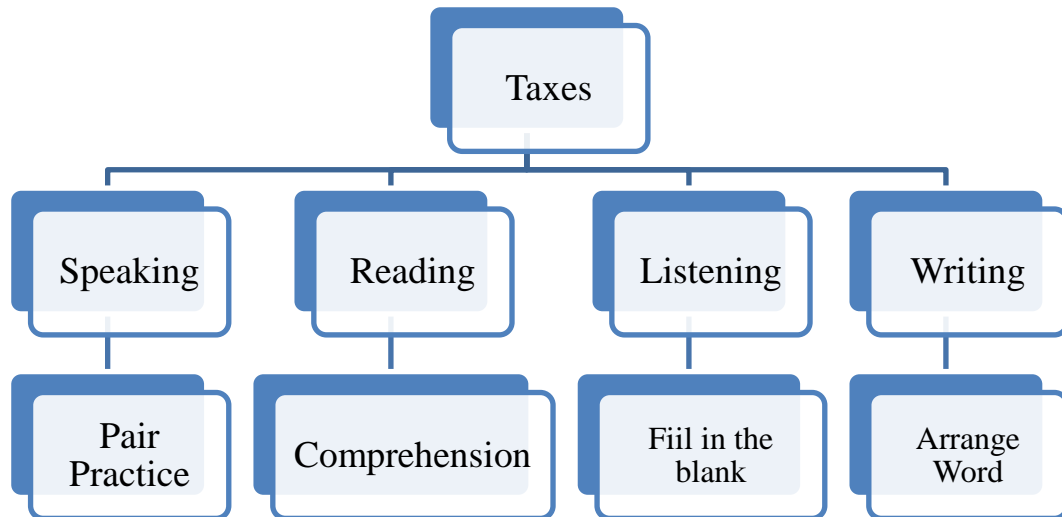 Taxes
Speaking
Reading
Listening
Writing
Pair
Practice
Comprehension
Fiil in the
blank
Arrange
Word